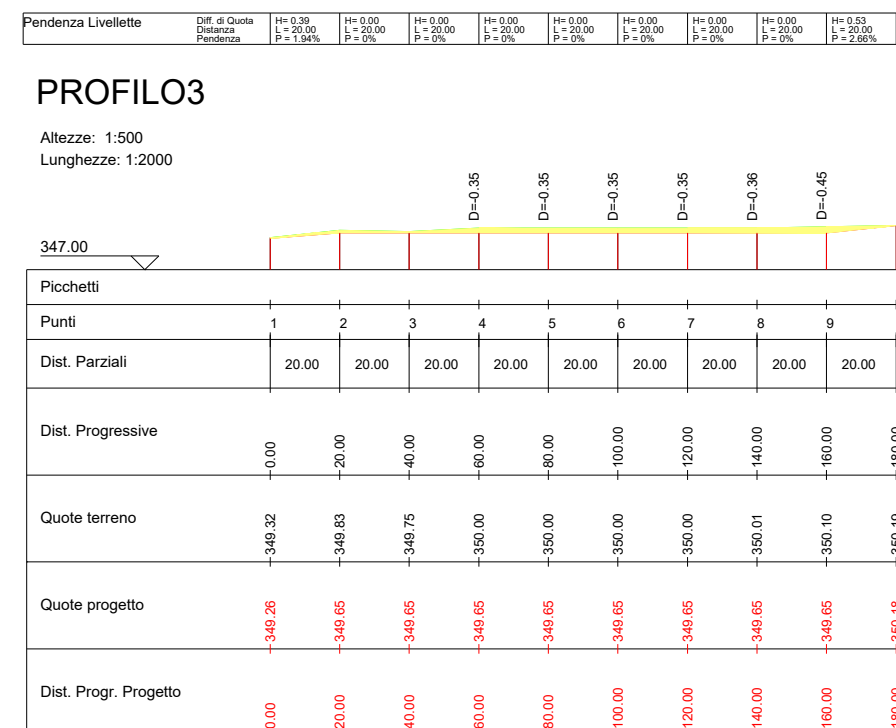 Pendenza Livellette
Diff. di Quota H= 0.39 H= 0.00 H= 0.00 H= 0.00 H= 0.00 H= 0.00 H= 0.00 H= 0.00 H= 0.53
Distanza L = 20.00 L = 20.00 L = 20.00 L = 20.00 L = 20.00 L = 20.00 L = 20.00 L = 20.00 L = 20.00
Pendenza P = 1.94% P = 0% P = 0% P = 0% P = 0% P = 0% P = 0% P = 0% P = 2.66%
PROFILO3
Altezze: 1:500
Lunghezze: 1:2000
D=-0.35 D=-0.35 D=-0.35 D=-0.35 D=-0.36 D=-0.45
347.00
Picchetti
Punti 1 2 3 4 5 6 7 8 9
Dist. Parziali 20.00 20.00 20.00 20.00 20.00 20.00 20.00 20.00 20.00
Dist. Progressive 0.00 20.00 40.00 60.00 80.00 100.00 120.00 140.00 160.00 180.00
Quote terreno 349.32 349.83 349.75 350.00 350.00 350.00 350.00 350.01 350.10 350.19
Quote progetto 349.26 349.65 349.65 349.65 349.65 349.65 349.65 349.65 349.65 350.18
Dist. Progr. Progetto 0.00 20.00 40.00 60.00 80.00 100.00 120.00 140.00 160.00 180.00